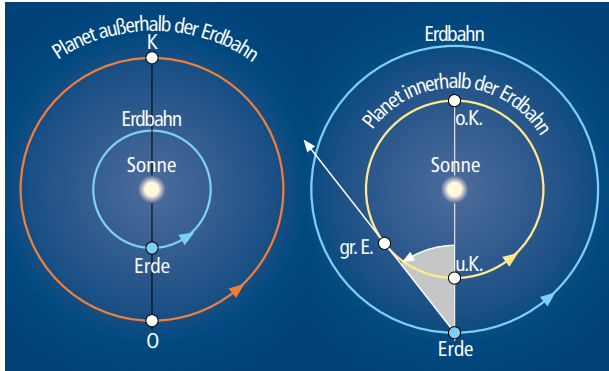 Planet außerhalb der Erdbahn
K
Erdbahn
Sonne
Erde
O
Erdbahn
Planet innerhalb der Erdbahn
o.K.
Sonne
gr. E.
u.K.
Erde